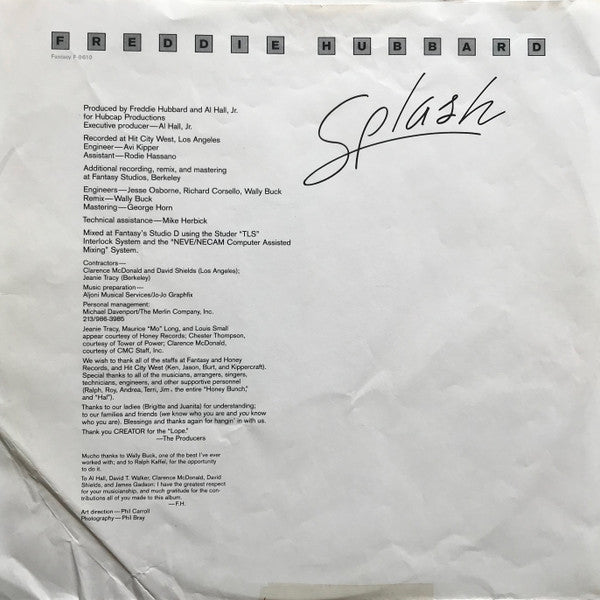 FREDDIE HUBBARD
Fantasy F 9610
Splash
Produced by Freddie Hubbard and Al Hall, Jr.
for Hubcap Productions
Executive producer—Al Hall, Jr.
Recorded at Hit City West, Los Angeles
Engineer—Avi Kipper
Assistant—Rodie Hassano
Additional recording, remix, and mastering
at Fantasy Studios, Berkeley
Engineers—Jesse Osborne, Richard Corsello, Wally Buck
Remix—Wally Buck
Mastering—George Horn
Technical assistance—Mike Herbick
Mixed at Fantasy's Studio D using the Studer "TLS"
Interlock System and the "NEVE/NECAM Computer Assisted
Mixing" System.
Contractors—
Clarence McDonald and David Shields (Los Angeles);
Jeanie Tracy (Berkeley)
Music preparation—
Aljoni Musical Services/Jo-Jo Graphfix
Personal management:
Michael Davenport/The Merlin Company, Inc.
213/986-3985
Jeanie Tracy, Maurice "Mo" Long, and Louis Small
appear courtesy of Honey Records; Chester Thompson,
courtesy of Tower of Power; Clarence McDonald,
courtesy of CMC Staff, Inc.
We wish to thank all of the staffs at Fantasy and Honey
Records, and Hit City West (Ken, Jason, Burt, and Kippercraft).
Special thanks to all of the musicians, arrangers, singers,
technicians, engineers, and other supportive personnel
(Ralph, Roy, Andrea, Terri, Jim, the entire "Honey Bunch,"
and "Hal").
Thanks to our ladies (Brigitte and Juanita) for understanding;
to our families and friends (we know who you are and you know
who you are). Blessings and thanks again for hangin' in with us.
Thank you CREATOR for the "Lope."
—The Producers
Mucho thanks to Wally Buck, one of the best I've ever
worked with; and to Ralph Kaffel, for the opportunity
to do it.
To Al Hall, David T. Walker, Clarence McDonald, David
Shields, and James Gadson: I have the greatest respect
for your musicianship, and much gratitude for the con-
tributions all of you made to this album.
—F.H.
Art direction—Phil Carroll
Photography—Phil Bray